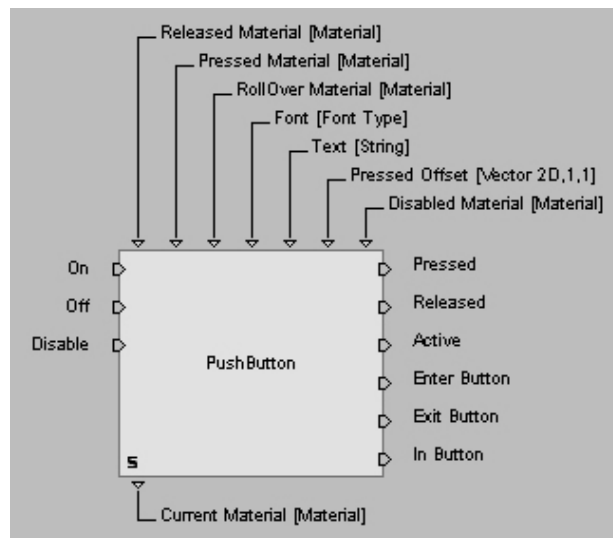 Released Material [Material]
Pressed Material [Material]
RollOver Material [Material]
Font [Font Type]
Text [String]
Pressed Offset [Vector 2D,1,1]
Disabled Material [Material]
On
Off
Disable
PushButton
S
Pressed
Released
Active
Enter Button
Exit Button
In Button
Current Material [Material]